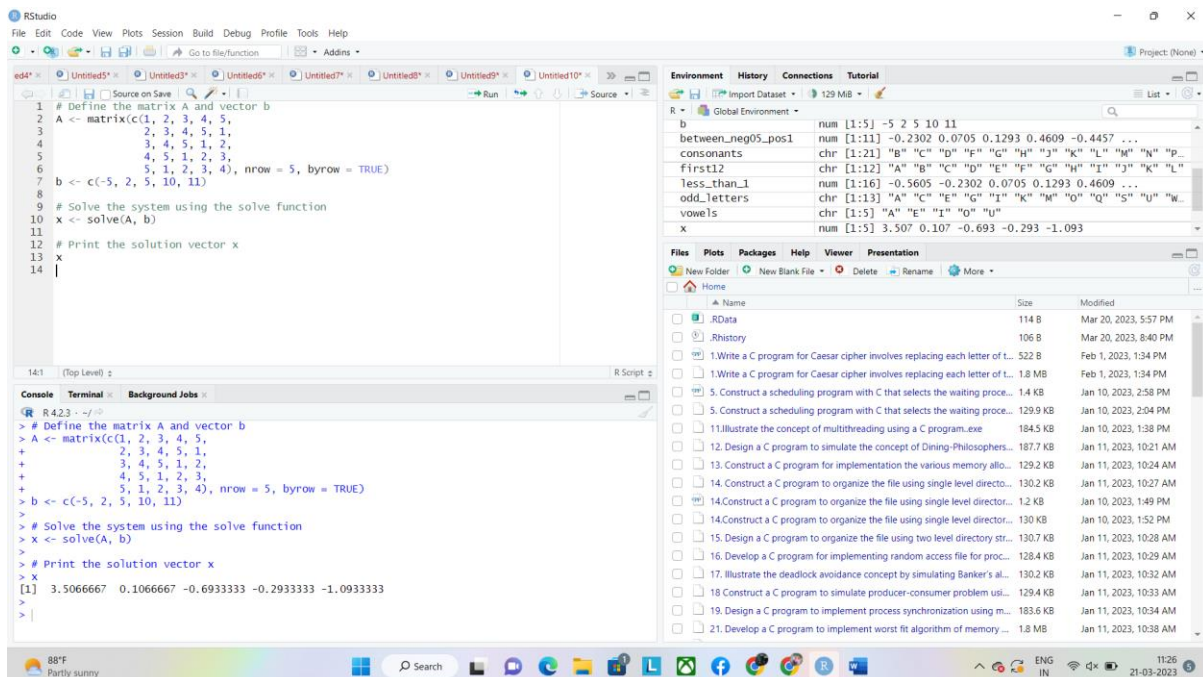 RStudio
File Edit Code View Plots Session Build Debug Profile Tools Help
Go to file/function Addins
Project: (None)
ed4* Untitled5* Untitled3* Untitled6* Untitled7* Untitled8* Untitled9* Untitled10*
Source on Save Run Source
1 # Define the matrix A and vector b
2 A <- matrix(c(1, 2, 3, 4, 5,
3 2, 3, 4, 5, 1,
4 3, 4, 5, 1, 2,
5 4, 5, 1, 2, 3,
6 5, 1, 2, 3, 4), nrow = 5, byrow = TRUE)
7 b <- c(-5, 2, 5, 10, 11)
8
9 # Solve the system using the solve function
10 x <- solve(A, b)
11
12 # Print the solution vector x
13 x
14
14:1 (Top Level) R Script
Console Terminal Background Jobs
R 4.2.3 · ~/
> # Define the matrix A and vector b
> A <- matrix(c(1, 2, 3, 4, 5,
+ 2, 3, 4, 5, 1,
+ 3, 4, 5, 1, 2,
+ 4, 5, 1, 2, 3,
+ 5, 1, 2, 3, 4), nrow = 5, byrow = TRUE)
> b <- c(-5, 2, 5, 10, 11)
>
> # Solve the system using the solve function
> x <- solve(A, b)
>
> # Print the solution vector x
> x
[1] 3.5066667 0.1066667 -0.6933333 -0.2933333 -1.0933333
>
>
Environment History Connections Tutorial
Import Dataset 129 MiB List
R Global Environment
b num [1:5] -5 2 5 10 11
between_neg05_pos1 num [1:11] -0.2302 0.0705 0.1293 0.4609 -0.4457 ...
consonants chr [1:21] "B" "C" "D" "F" "G" "H" "J" "K" "L" "M" "N" "P…
first12 chr [1:12] "A" "B" "C" "D" "E" "F" "G" "H" "I" "J" "K" "L"
less_than_1 num [1:16] -0.5605 -0.2302 0.0705 0.1293 0.4609 ...
odd_letters chr [1:13] "A" "C" "E" "G" "I" "K" "M" "O" "Q" "S" "U" "W…
vowels chr [1:5] "A" "E" "I" "O" "U"
x num [1:5] 3.507 0.107 -0.693 -0.293 -1.093
Files Plots Packages Help Viewer Presentation
New Folder New Blank File Delete Rename More
Home
Name Size Modified
.RData 114 B Mar 20, 2023, 5:57 PM
.Rhistory 106 B Mar 20, 2023, 8:40 PM
1.Write a C program for Caesar cipher involves replacing each letter of t... 522 B Feb 1, 2023, 1:34 PM
1.Write a C program for Caesar cipher involves replacing each letter of t... 1.8 MB Feb 1, 2023, 1:34 PM
5. Construct a scheduling program with C that selects the waiting proce... 1.4 KB Jan 10, 2023, 2:58 PM
5. Construct a scheduling program with C that selects the waiting proce... 129.9 KB Jan 10, 2023, 2:04 PM
11.Illustrate the concept of multithreading using a C program..exe 184.5 KB Jan 10, 2023, 1:38 PM
12. Design a C program to simulate the concept of Dining-Philosophers... 187.7 KB Jan 11, 2023, 10:21 AM
13. Construct a C program for implementation the various memory allo... 129.2 KB Jan 11, 2023, 10:24 AM
14. Construct a C program to organize the file using single level directo... 130.2 KB Jan 11, 2023, 10:27 AM
14.Construct a C program to organize the file using single level director... 1.2 KB Jan 10, 2023, 1:49 PM
14.Construct a C program to organize the file using single level director... 130 KB Jan 10, 2023, 1:52 PM
15. Design a C program to organize the file using two level directory str... 130.7 KB Jan 11, 2023, 10:28 AM
16. Develop a C program for implementing random access file for proc... 128.4 KB Jan 11, 2023, 10:29 AM
17. Illustrate the deadlock avoidance concept by simulating Banker's al... 130.2 KB Jan 11, 2023, 10:32 AM
18 Construct a C program to simulate producer-consumer problem usi... 129.4 KB Jan 11, 2023, 10:33 AM
19. Design a C program to implement process synchronization using m... 183.6 KB Jan 11, 2023, 10:34 AM
21. Develop a C program to implement worst fit algorithm of memory ... 1.8 MB Jan 11, 2023, 10:38 AM
88°F
Partly sunny
Search
ENG
IN
11:26
21-03-2023
5